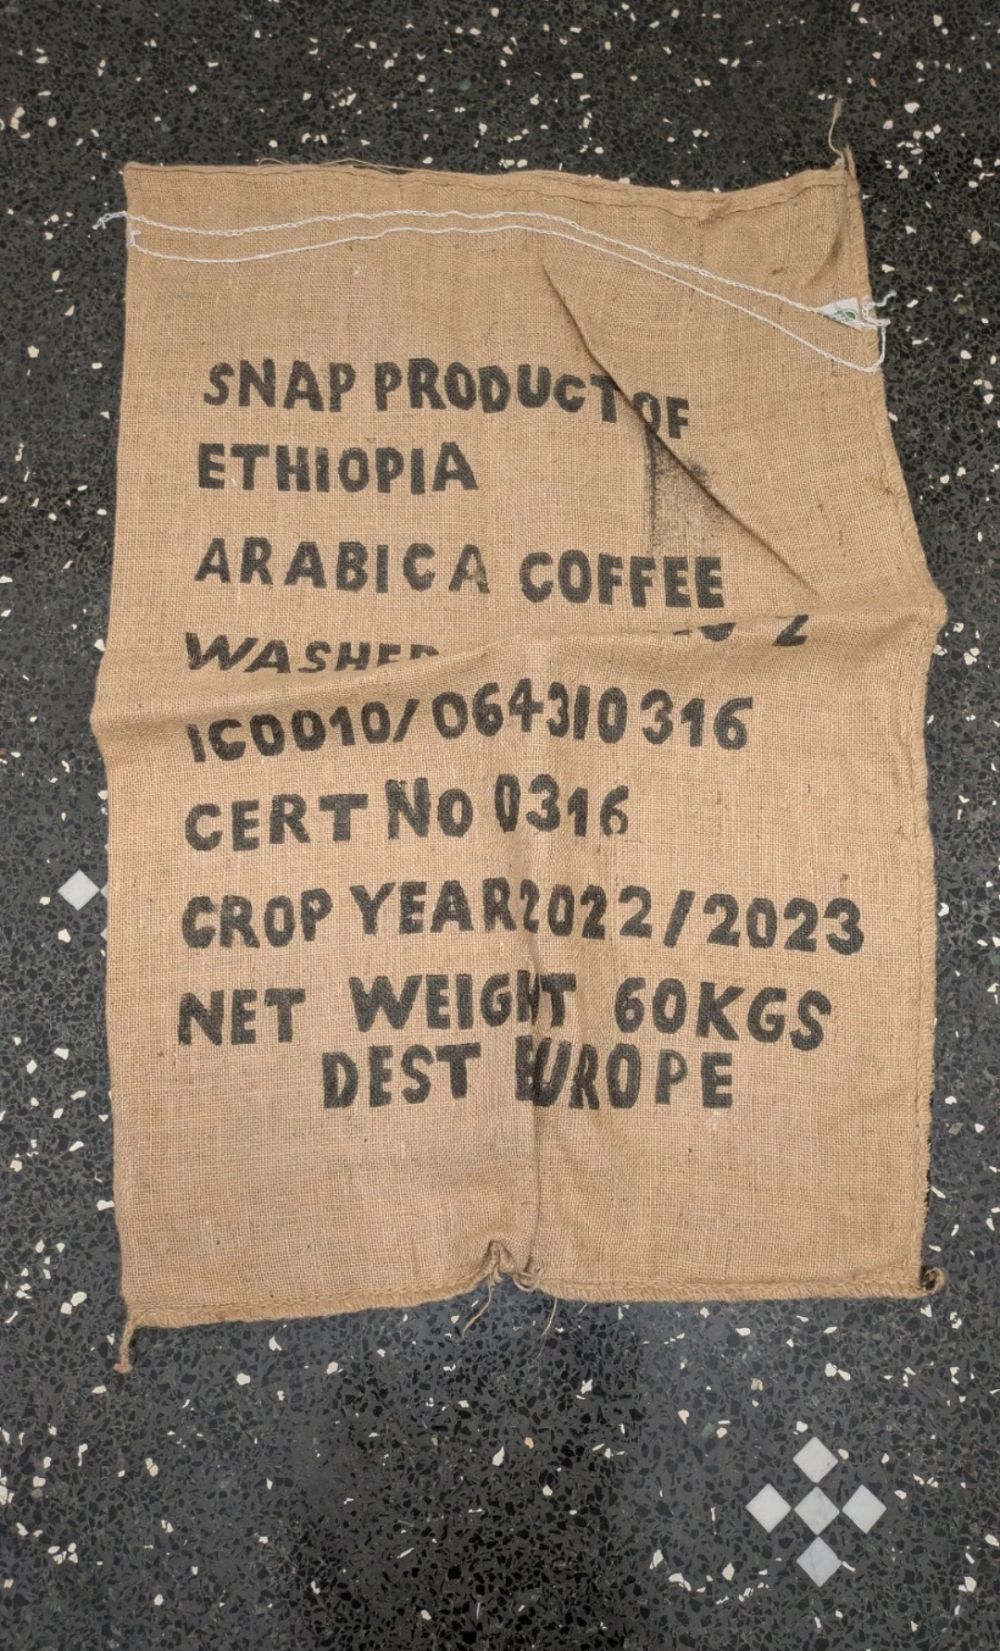 SNAP PRODUCT OF
ETHIOPIA
ARABICA COFFEE
WASHED
ICO010/064310316
CERT No 0316
CROP YEAR 2022/2023
NET WEIGHT 60KGS
DEST EUROPE